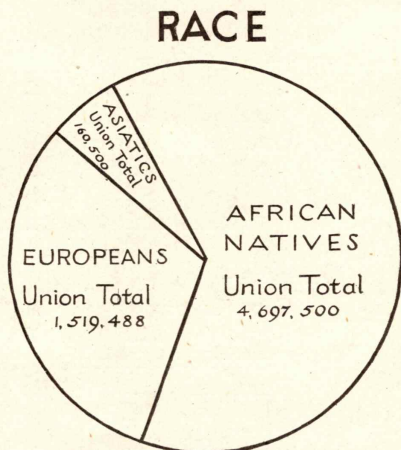 RACE
ASIATICS
Union Total
160,500
EUROPEANS
Union Total
1,519,488
AFRICAN
NATIVES
Union Total
4,697,500